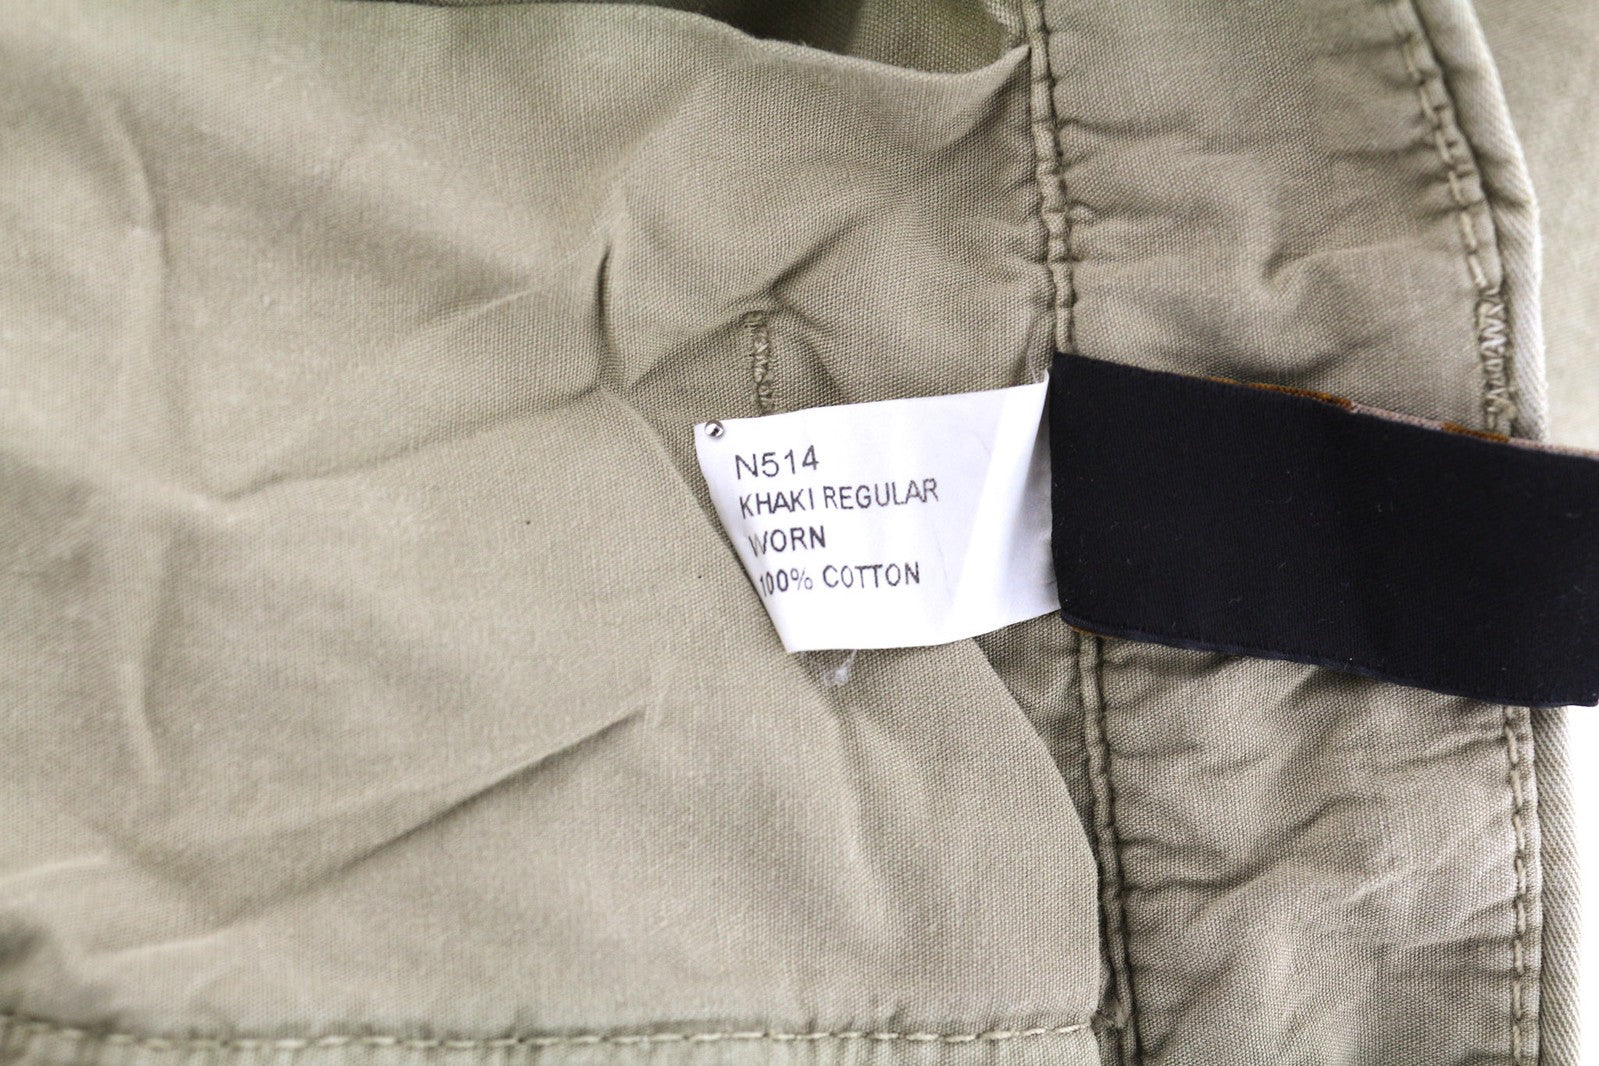 N514
KHAKI REGULAR
WORN
100% COTTON